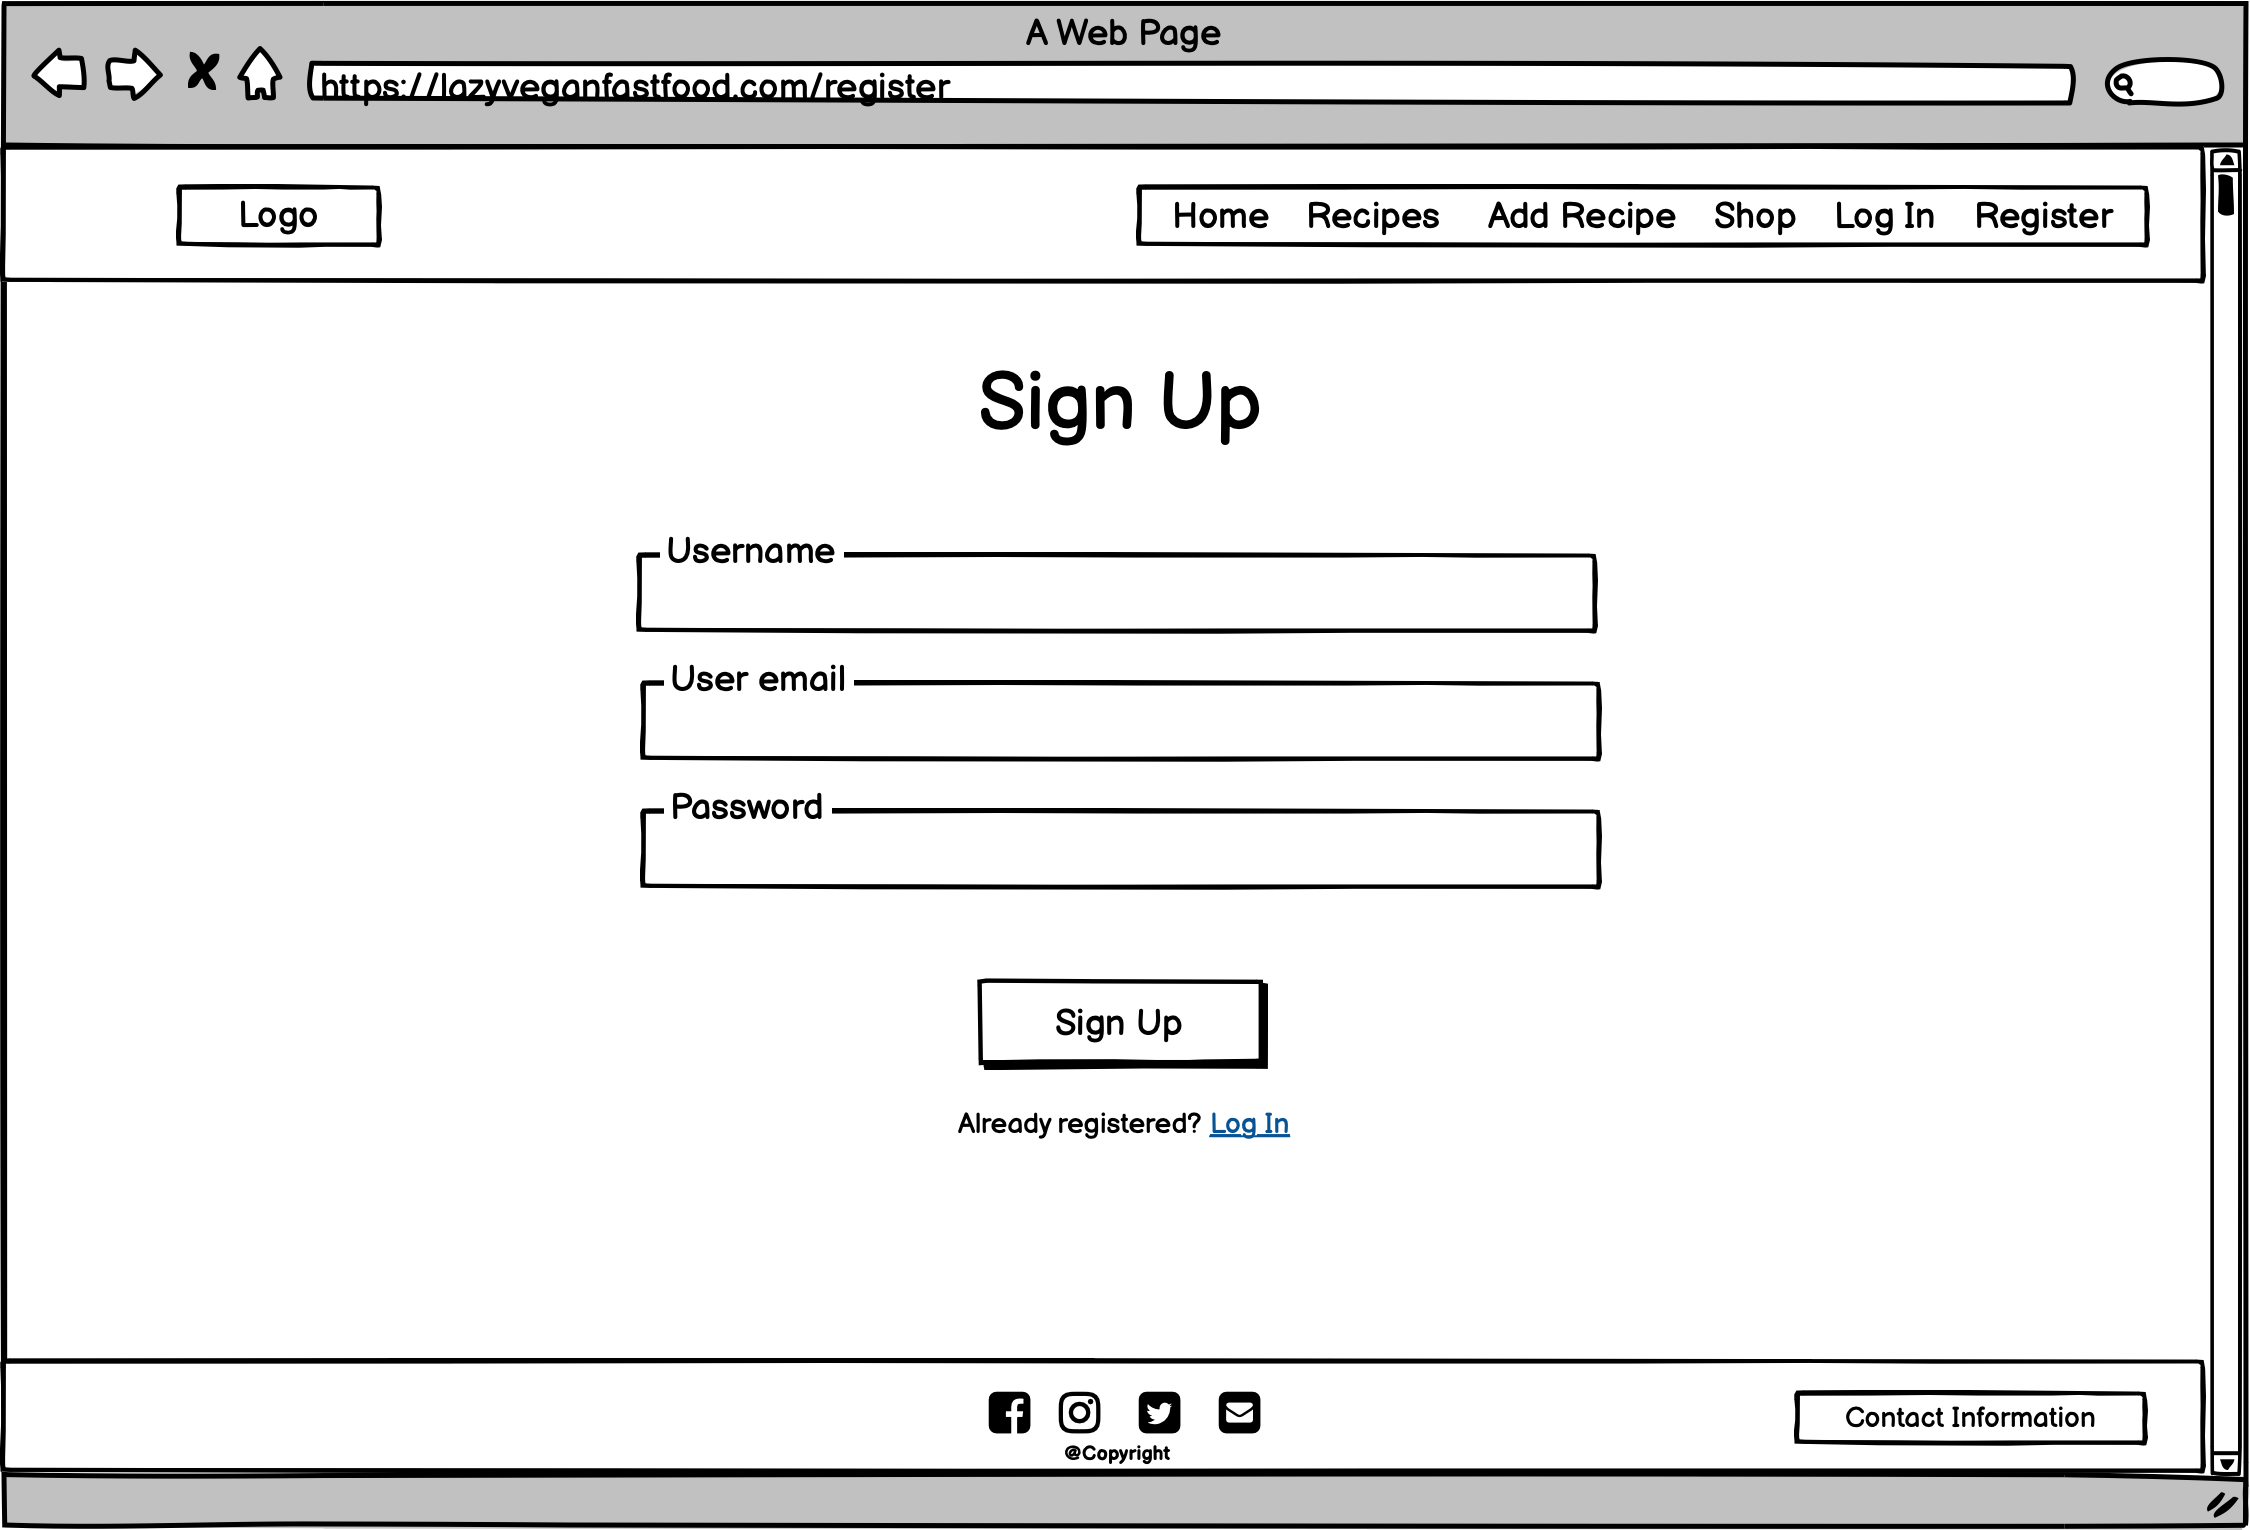 A Web Page
https://lazyveganfastfood.com/register
Logo
Home Recipes Add Recipe Shop Log In Register
Sign Up
Username
User email
Password
Sign Up
Already registered? Log In
@Copyright
Contact Information